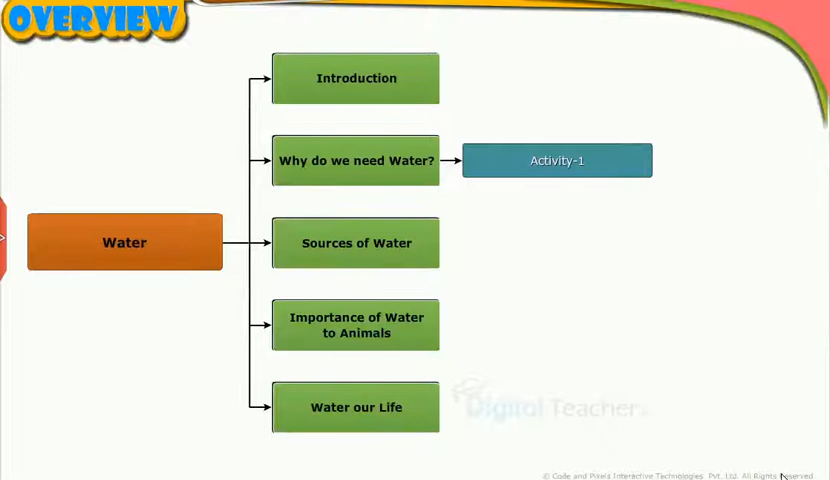 OVERVIEW
Introduction
Why do we need Water?
Activity-1
Water
Sources of Water
Importance of Water
to Animals
Water our Life
Digital Teacher
© Code and Pixels Interactive Technologies. Pvt. Ltd. All Rights Reserved